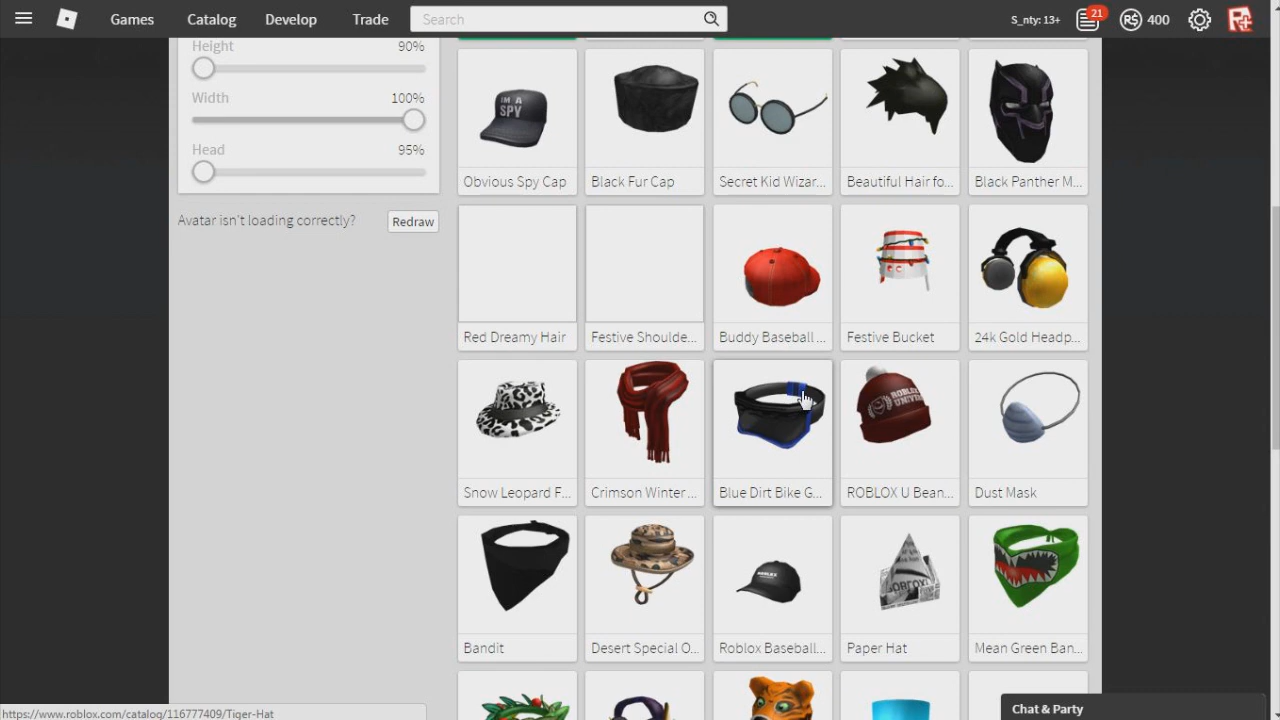 Games Catalog Develop Trade Search S_nty: 13+ 21 R$ 400
Height 90%
Width 100%
Head 95%
Avatar isn't loading correctly? Redraw
I'M A
SPY
Obvious Spy Cap Black Fur Cap Secret Kid Wizar... Beautiful Hair fo... Black Panther M...
Red Dreamy Hair Festive Shoulde... Buddy Baseball ... Festive Bucket 24k Gold Headp...
ROBLOX
UNIVER
Snow Leopard F... Crimson Winter ... Blue Dirt Bike G... ROBLOX U Bean... Dust Mask
ROBLOX
Bandit Desert Special O... Roblox Baseball... Paper Hat Mean Green Ban...
https://www.roblox.com/catalog/116777409/Tiger-Hat
Chat & Party